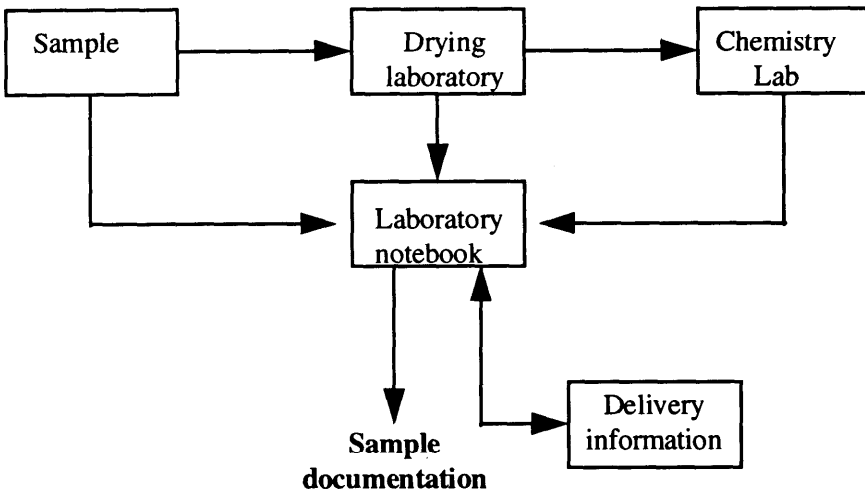 Sample
Drying
laboratory
Chemistry
Lab
Laboratory
notebook
Delivery
information
Sample
documentation